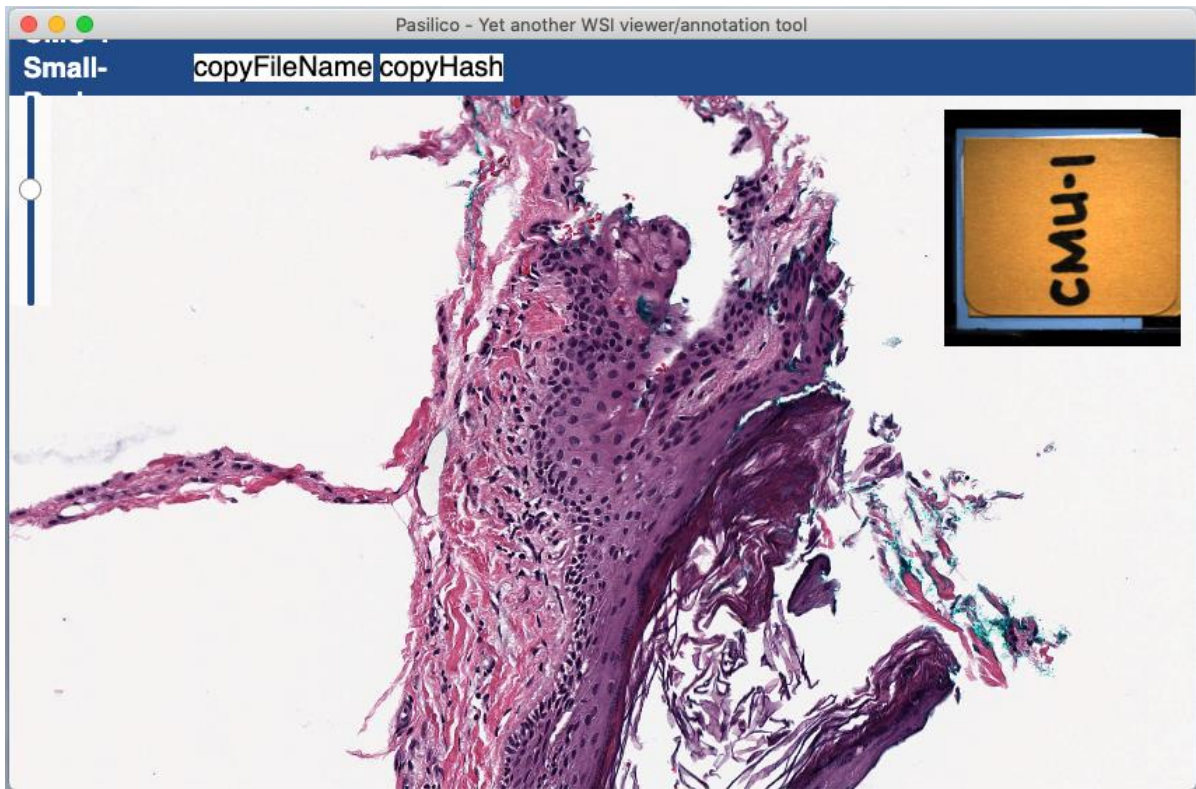 Pasilico - Yet another WSI viewer/annotation tool
Small-
copyFileName copyHash
CMU-1